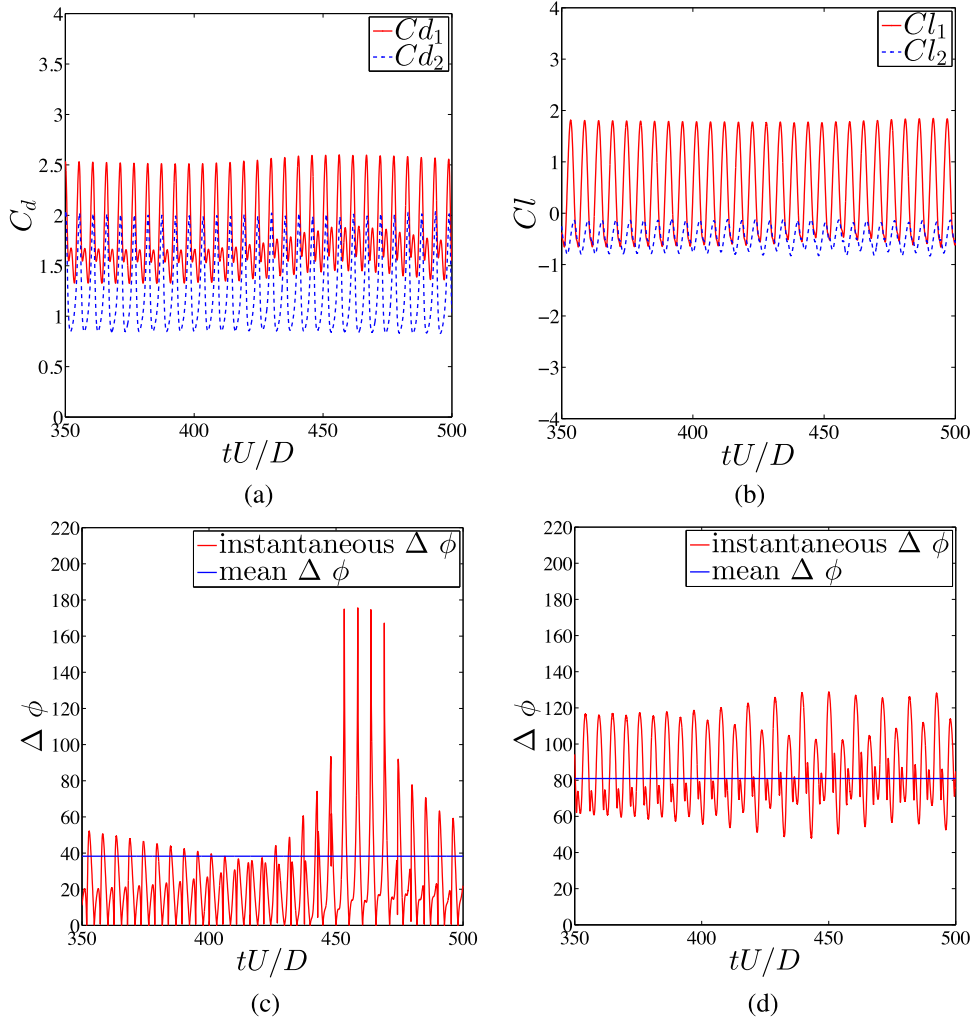 4
3.5
3
2.5
2
1.5
1
0.5
0
350 400 450 500
C_d
tU/D
Cd_1
Cd_2
(a)
4
3
2
1
0
−1
−2
−3
−4
350 400 450 500
Cl
tU/D
Cl_1
Cl_2
(b)
220
200
180
160
140
120
100
80
60
40
20
0
350 400 450 500
Δ ϕ
tU/D
instantaneous Δ ϕ
mean Δ ϕ
(c)
220
200
180
160
140
120
100
80
60
40
20
0
350 400 450 500
Δ ϕ
tU/D
instantaneous Δ ϕ
mean Δ ϕ
(d)